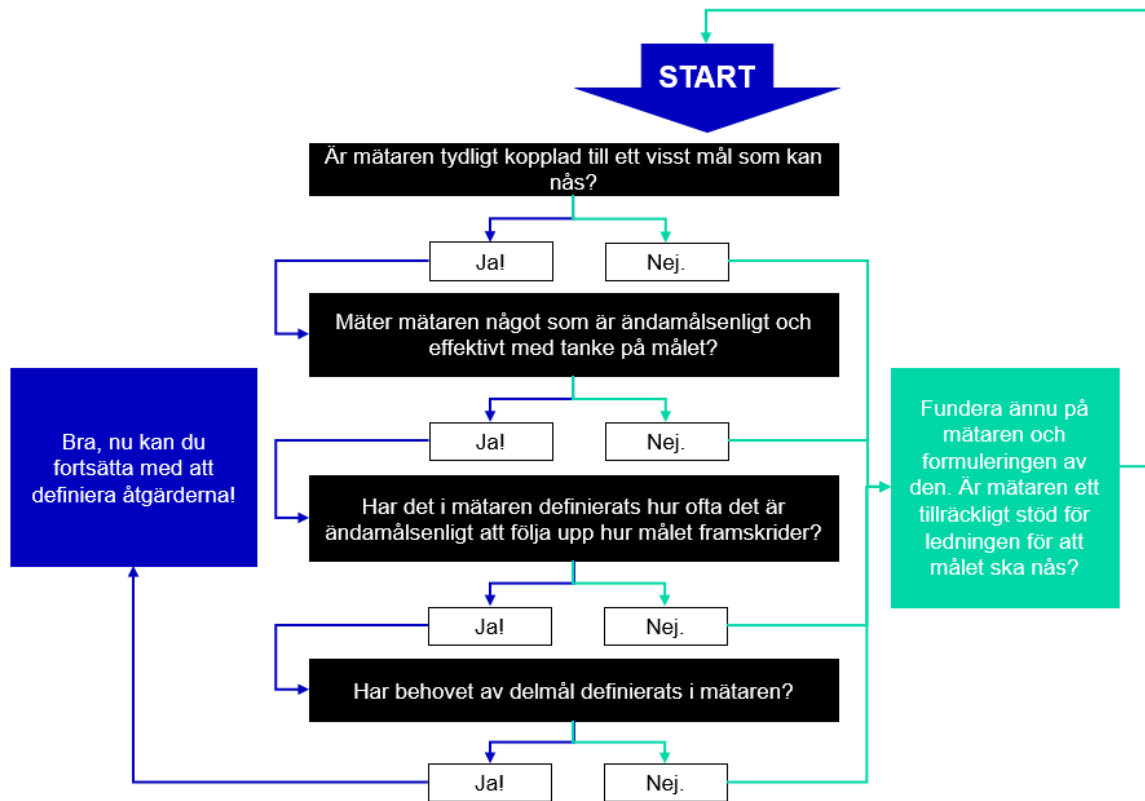 START
Är mätaren tydligt kopplad till ett visst mål som kan
nås?
Ja!
Nej.
Mäter mätaren något som är ändamålsenligt och
effektivt med tanke på målet?
Ja!
Nej.
Har det i mätaren definierats hur ofta det är
ändamålsenligt att följa upp hur målet framskrider?
Ja!
Nej.
Har behovet av delmål definierats i mätaren?
Ja!
Nej.
Bra, nu kan du
fortsätta med att
definiera åtgärderna!
Fundera ännu på
mätaren och
formuleringen av
den. Är mätaren ett
tillräckligt stöd för
ledningen för att
målet ska nås?